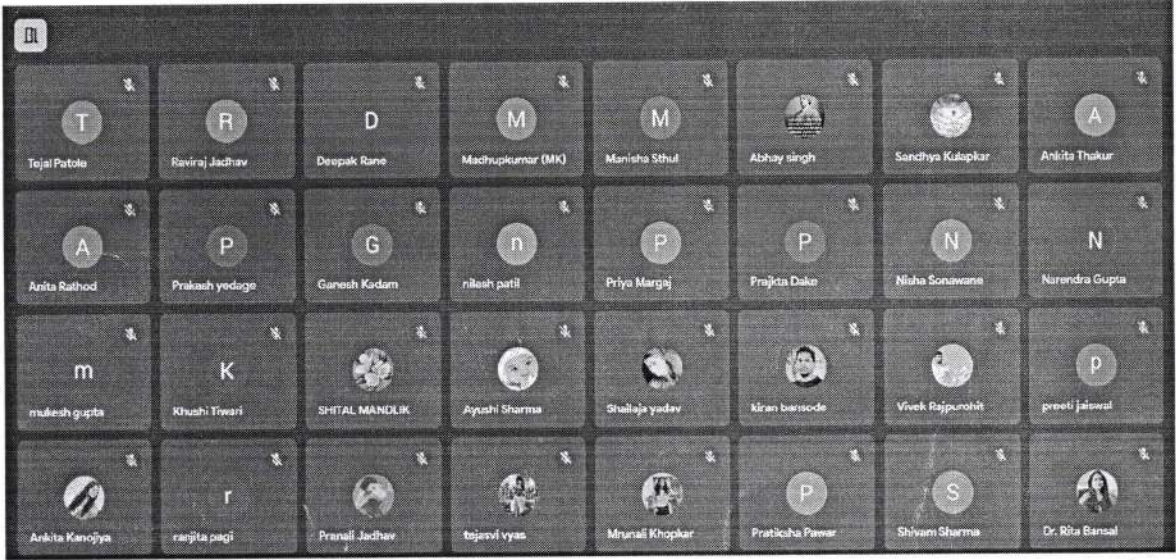 T R D M M A
Tejal Patole Raviraj Jadhav Deepak Rane Madhupkumar (MK) Manisha Sthul Abhay singh Sandhya Kulapkar Ankita Thakur
A P G n P P N N
Anita Rathod Prakash yedage Ganesh Kadam nilesh patil Priya Margaj Prajkta Dake Nisha Sonawane Narendra Gupta
m K p
mukesh gupta Khushi Tiwari SHITAL MANDLIK Ayushi Sharma Shailaja yadav kiran bansode Vivek Rajpurohit preeti jaiswal
r P S
Ankita Kanojiya ranjita pagi Pranali Jadhav tejasvi vyas Mrunali Khopkar Pratiksha Pawar Shivam Sharma Dr. Rita Bansal